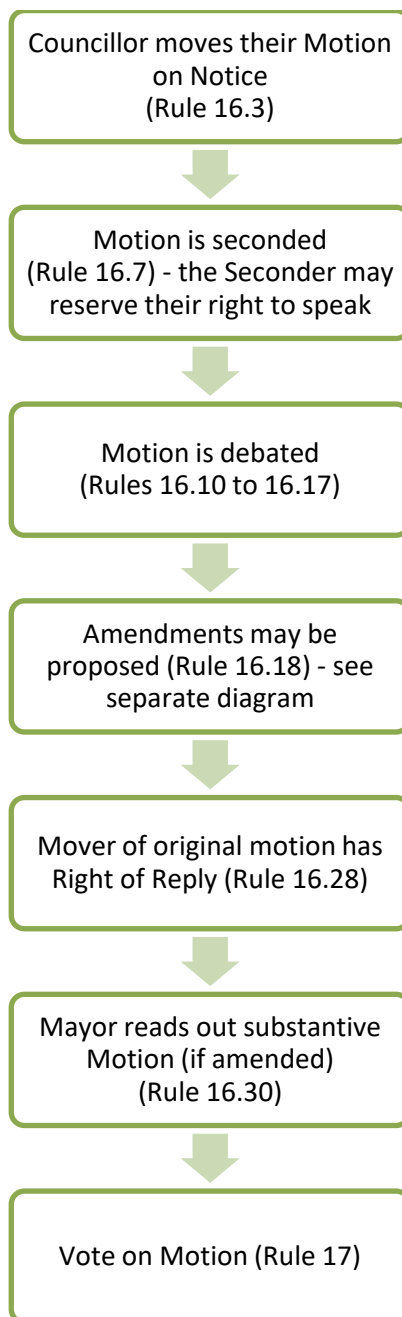 Councillor moves their Motion
on Notice
(Rule 16.3)
Motion is seconded
(Rule 16.7) - the Seconder may
reserve their right to speak
Motion is debated
(Rules 16.10 to 16.17)
Amendments may be
proposed (Rule 16.18) - see
separate diagram
Mover of original motion has
Right of Reply (Rule 16.28)
Mayor reads out substantive
Motion (if amended)
(Rule 16.30)
Vote on Motion (Rule 17)